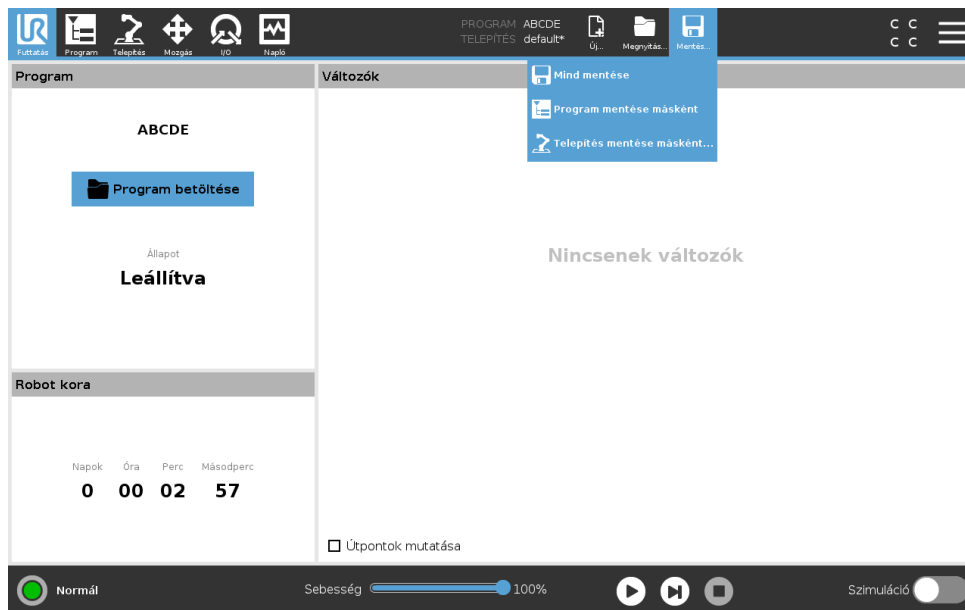 UR
Futtatás
Program
Telepítés
Mozgás
I/O
Napló
PROGRAM ABCDE
TELEPÍTÉS default*
Új...
Megnyitás...
Mentés...
C C
C C
Mind mentése
Program mentése másként
Telepítés mentése másként...
Program
ABCDE
Program betöltése
Állapot
Leállítva
Változók
Nincsenek változók
Robot kora
Napok Óra Perc Másodperc
0 00 02 57
Útpontok mutatása
Normál
Sebesség 100%
Szimuláció